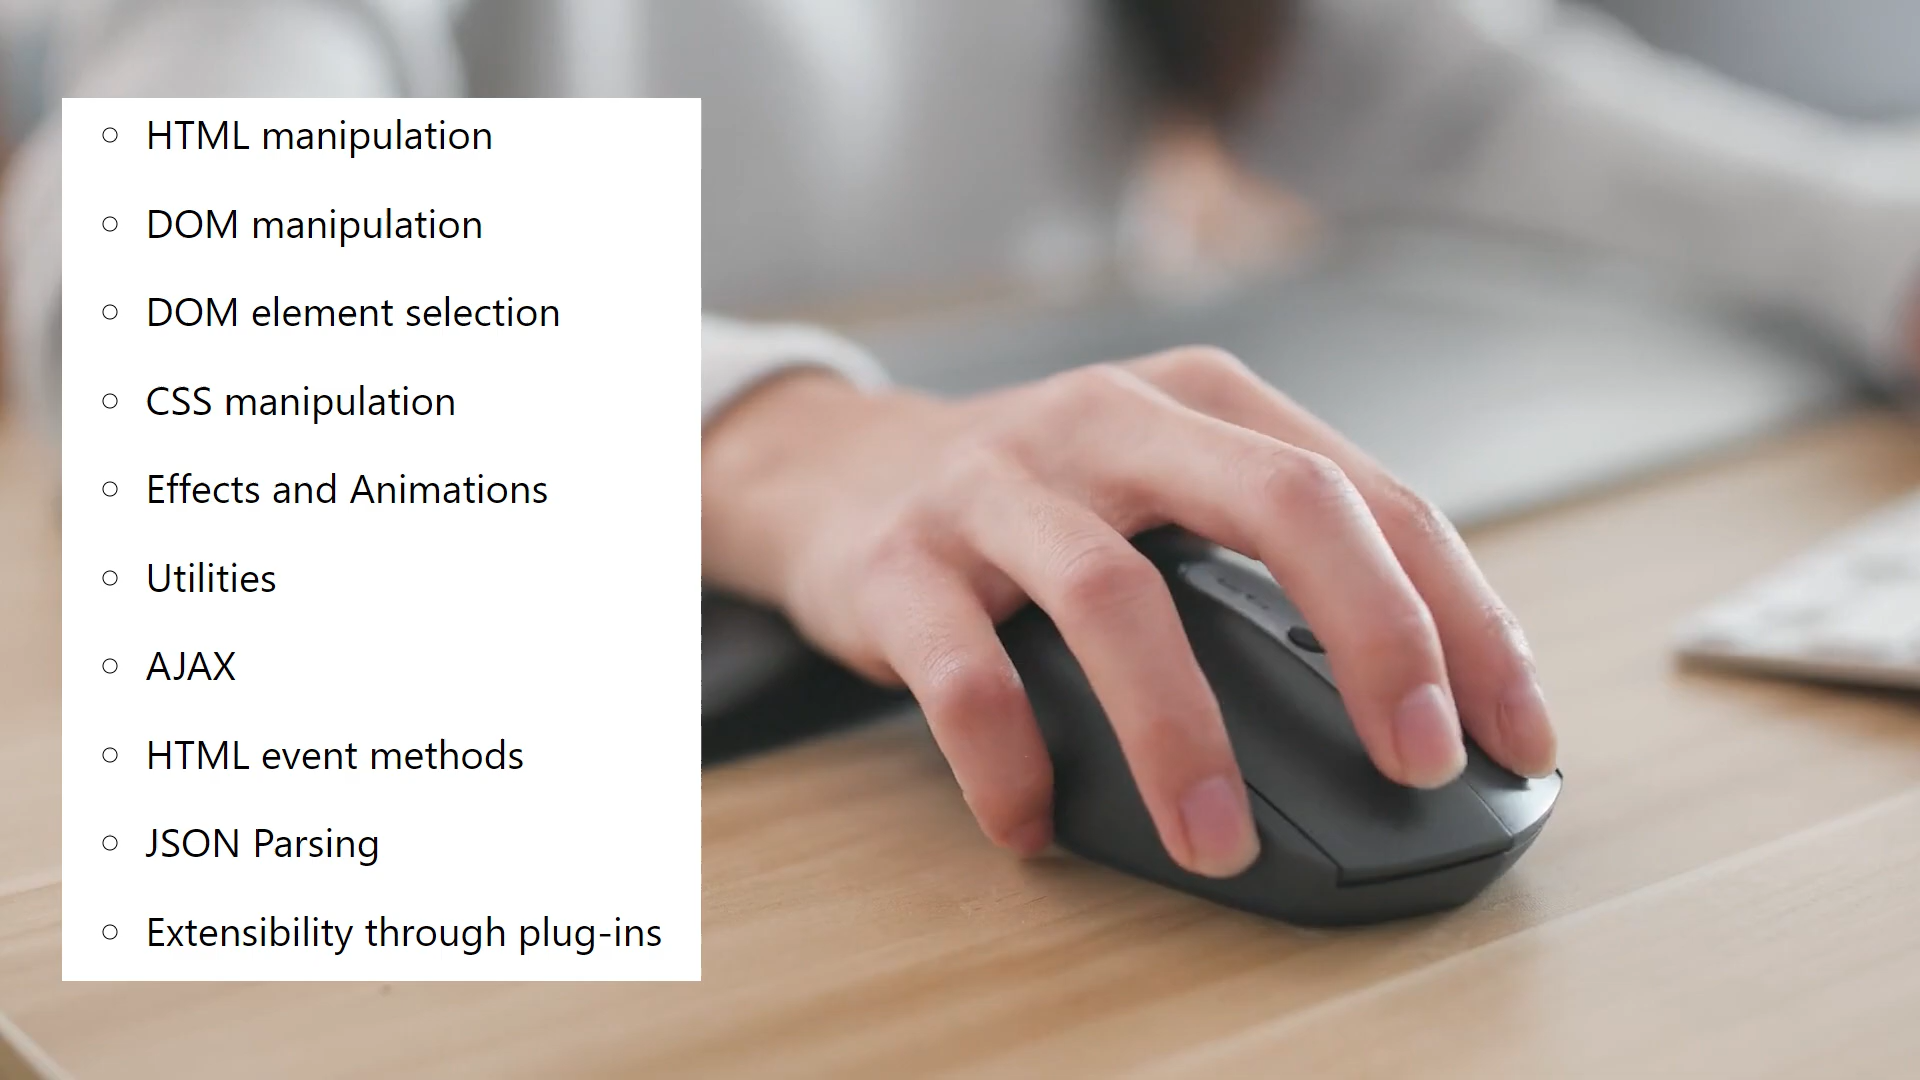 HTML manipulation
DOM manipulation
DOM element selection
CSS manipulation
Effects and Animations
Utilities
AJAX
HTML event methods
JSON Parsing
Extensibility through plug-ins